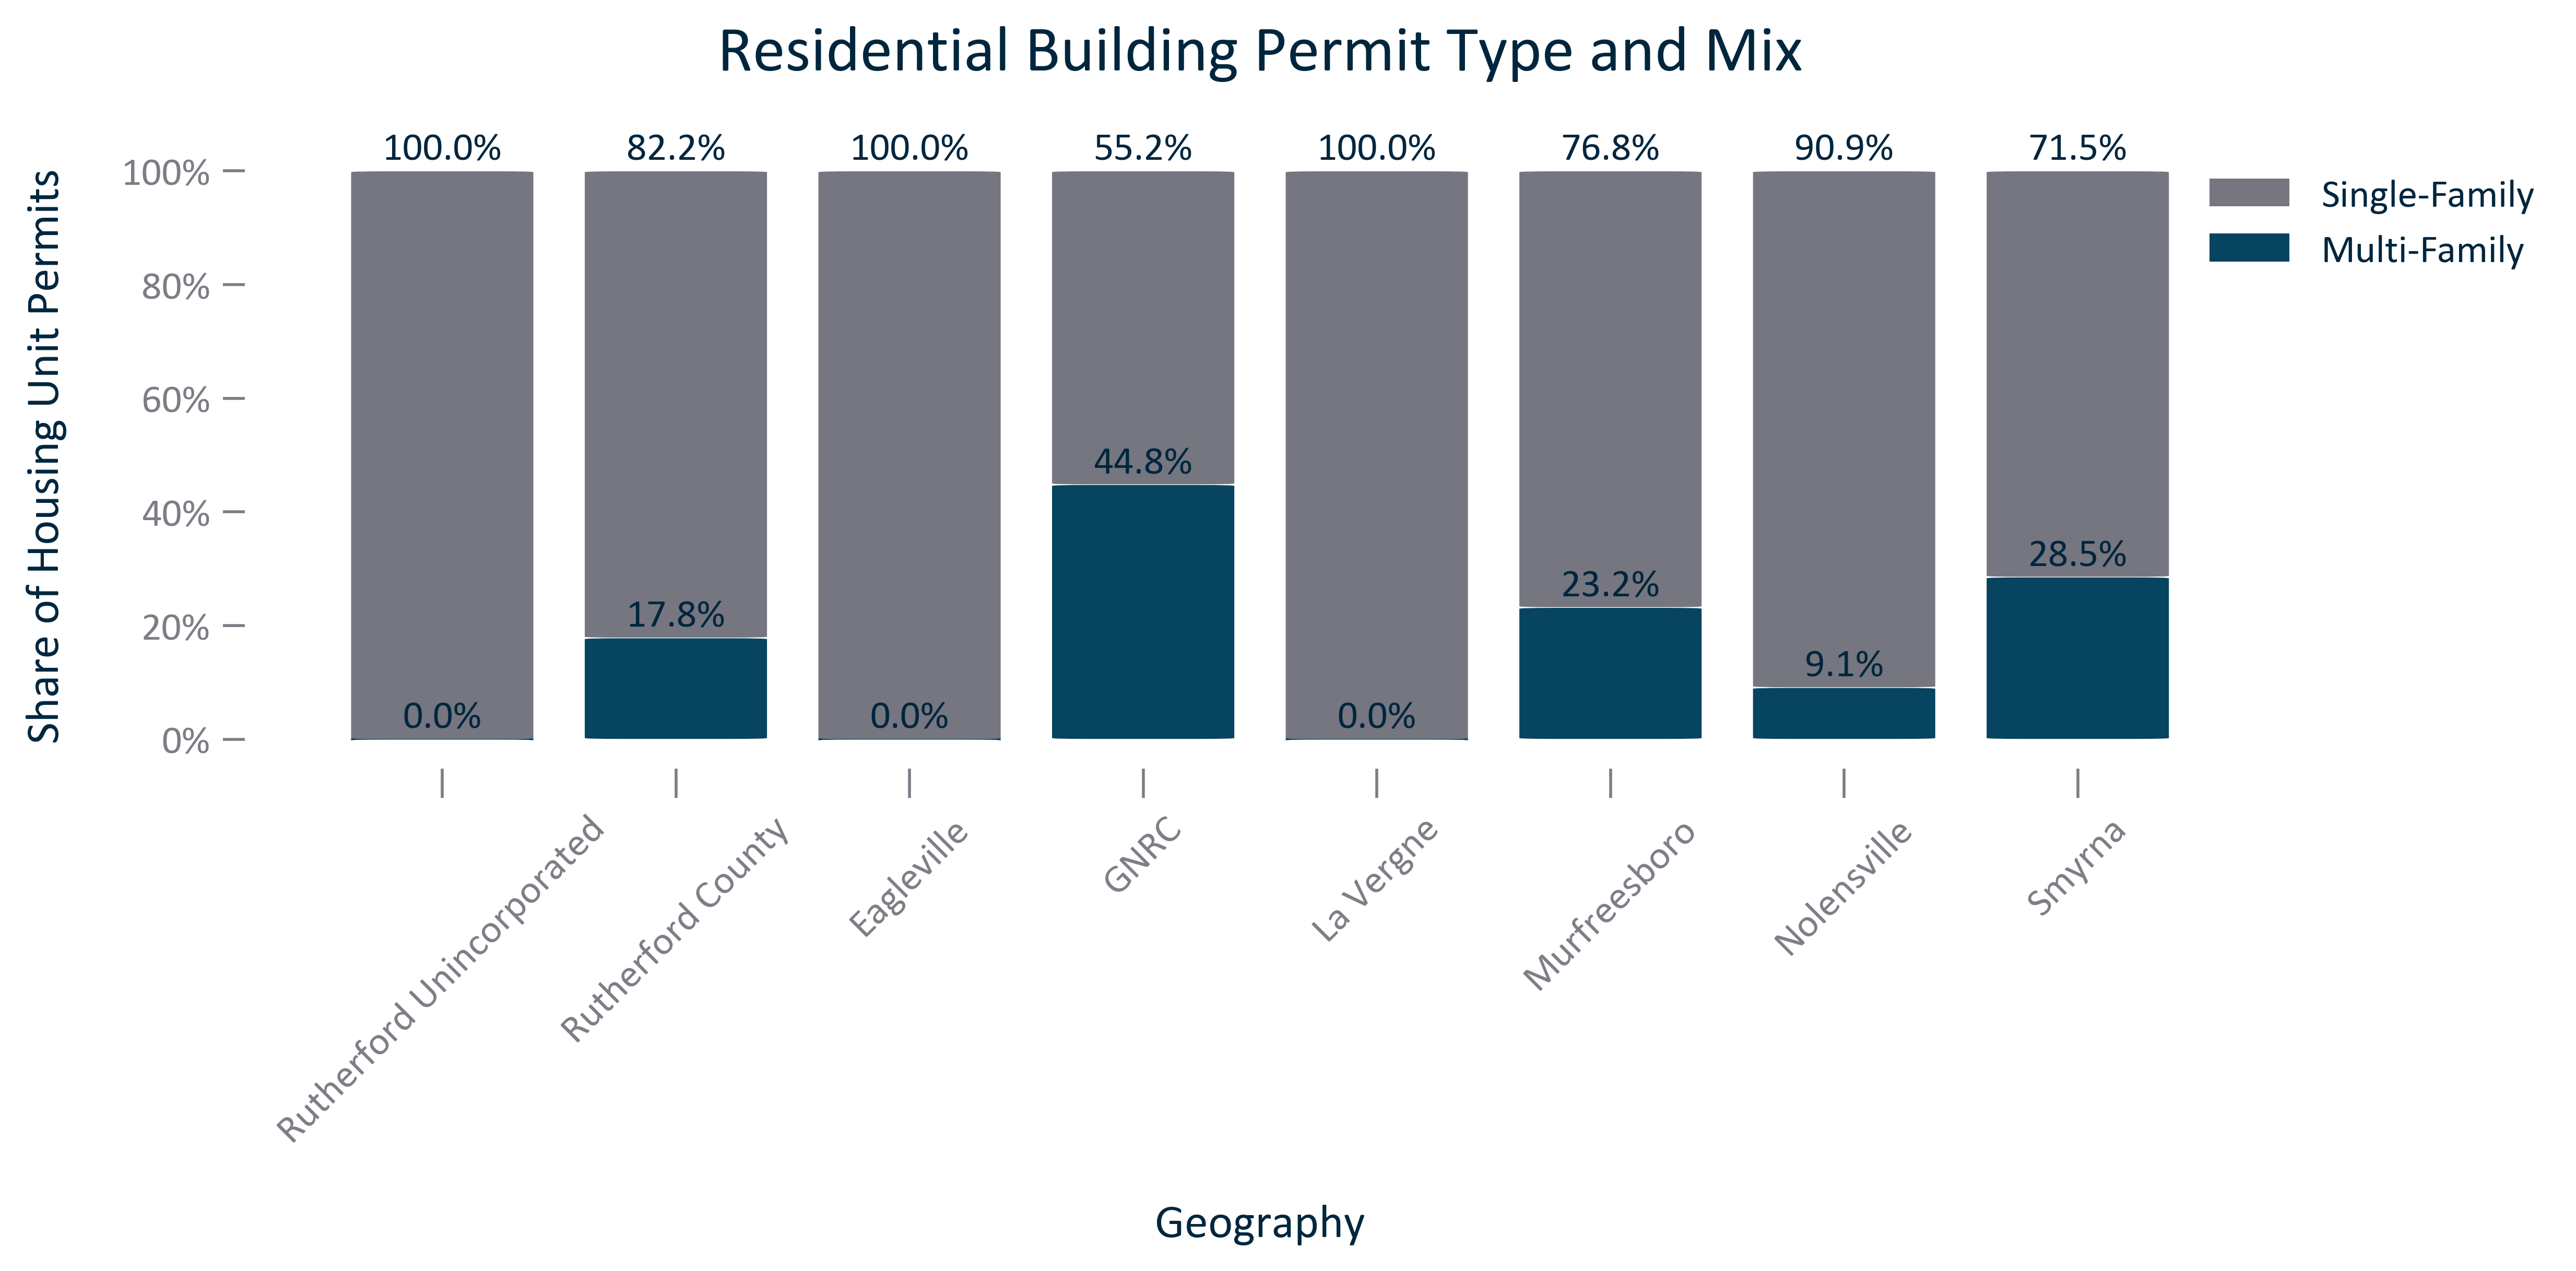 Residential Building Permit Type and Mix
100.0% 82.2% 100.0% 55.2% 100.0% 76.8% 90.9% 71.5%
Share of Housing Unit Permits
100%
80%
60%
40%
20%
0%
0.0% 17.8% 0.0% 44.8% 0.0% 23.2% 9.1% 28.5%
Single-Family
Multi-Family
Rutherford Unincorporated
Rutherford County
Eagleville
GNRC
La Vergne
Murfreesboro
Nolensville
Smyrna
Geography